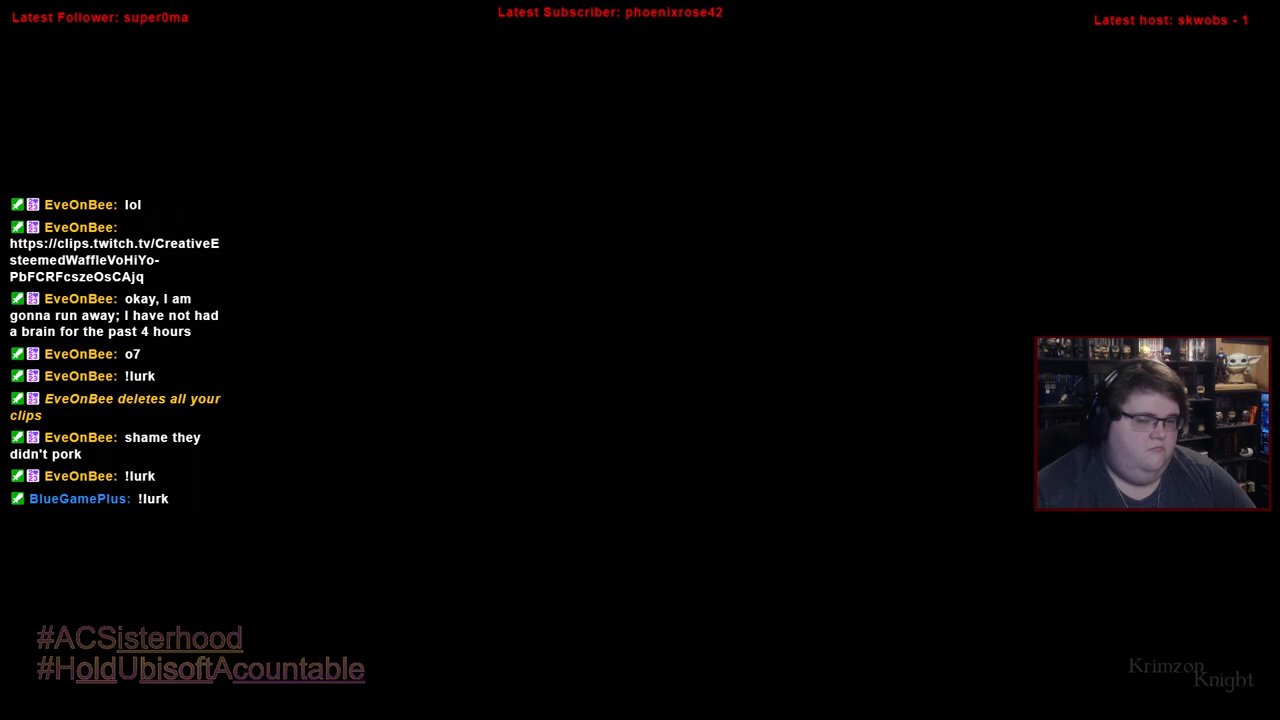 Latest Follower: super0ma
Latest Subscriber: phoenixrose42
Latest host: skwobs - 1
EveOnBee: lol
EveOnBee:
https://clips.twitch.tv/CreativeE
steemedWaffleVoHiYo-
PbFCRFcszeOsCAjq
EveOnBee: okay, I am
gonna run away; I have not had
a brain for the past 4 hours
EveOnBee: o7
EveOnBee: !lurk
EveOnBee deletes all your
clips
EveOnBee: shame they
didn't pork
EveOnBee: !lurk
BlueGamePlus: !lurk
#ACSisterhood
#HoldUbisoftAcountable
Krimzon
Knight